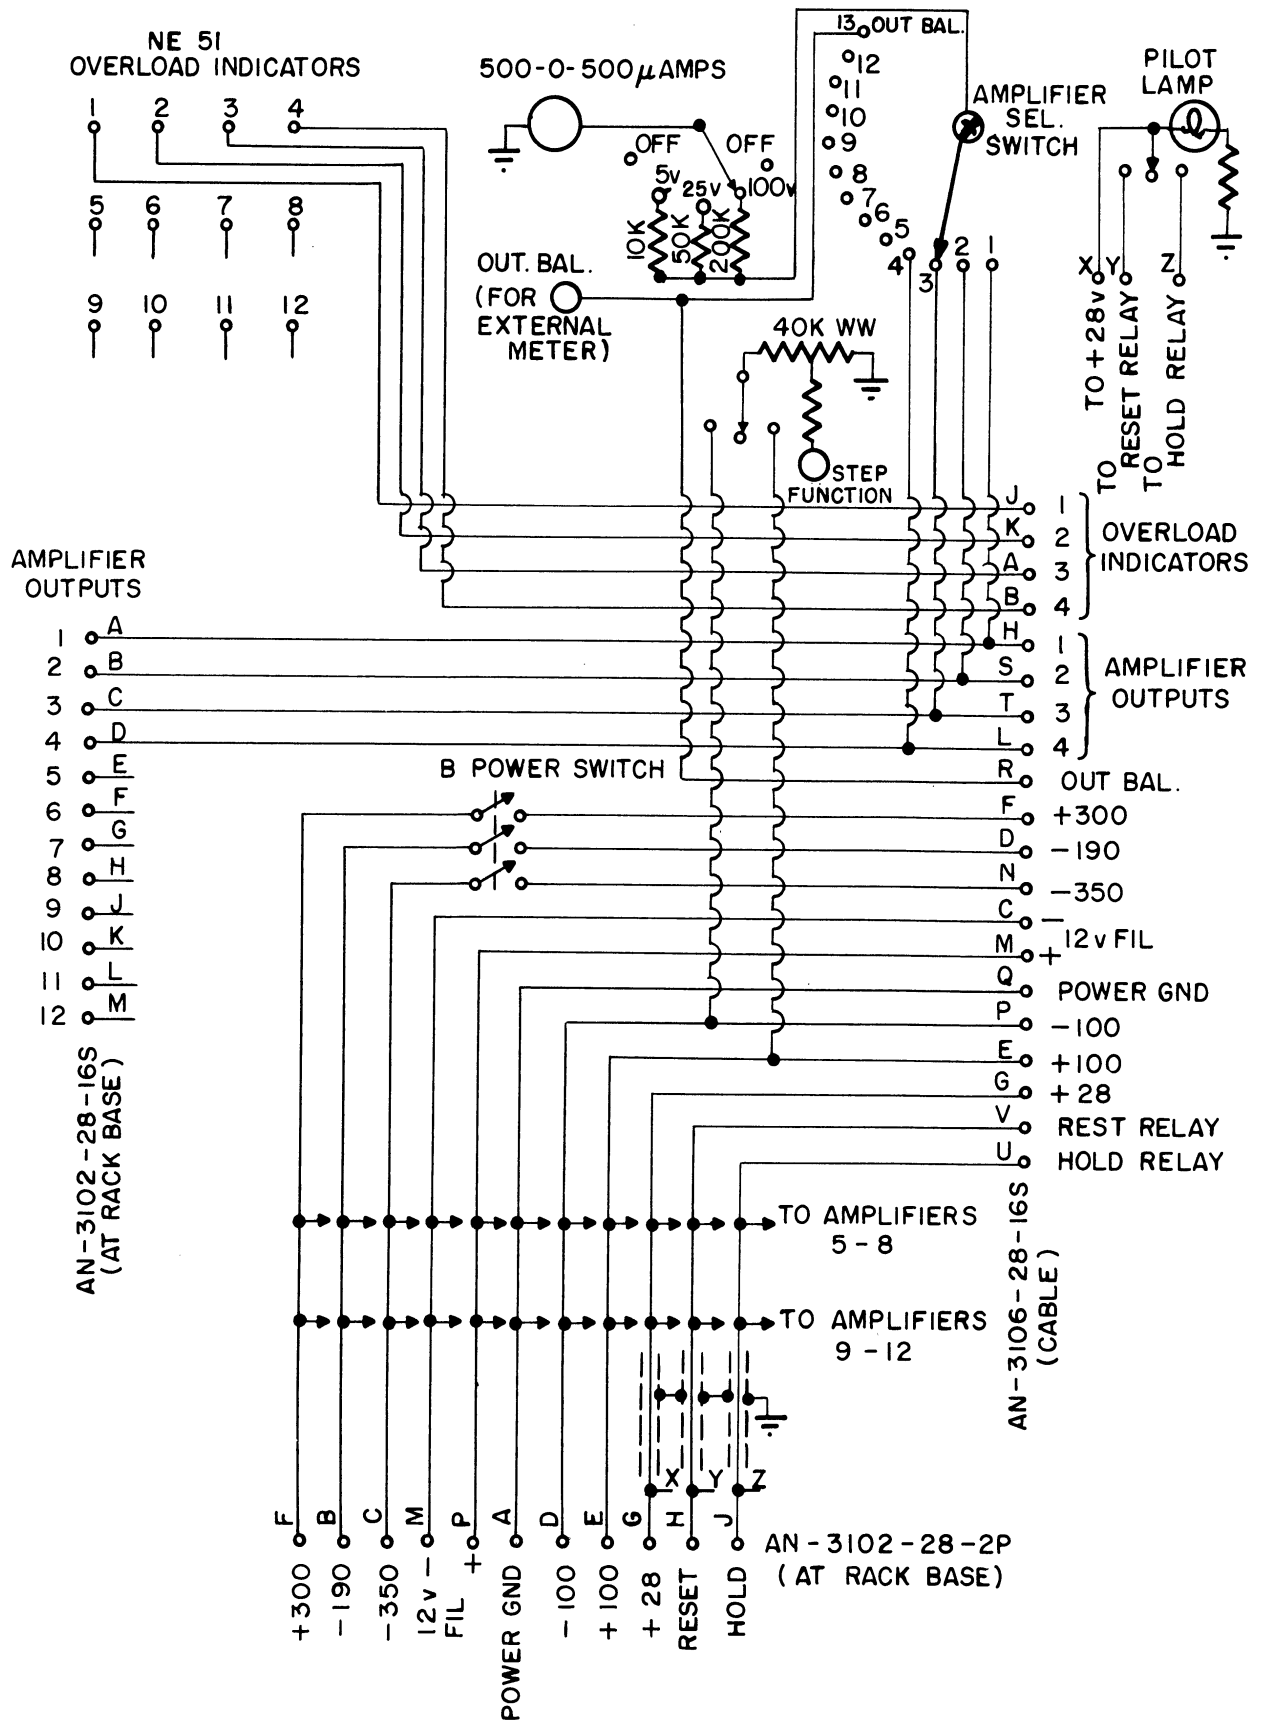 NE 51
OVERLOAD INDICATORS
1 2 3 4
5 6 7 8
9 10 11 12
500-0-500μAMPS
OFF
OFF
5V
25V
100V
10K
50K
200K
OUT. BAL.
(FOR
EXTERNAL
METER)
13 OUT BAL.
12
11
10
9
8
7
6
5
4
3
2
1
AMPLIFIER
SEL.
SWITCH
PILOT
LAMP
X Y Z
TO +28V
TO
RESET RELAY
TO
HOLD RELAY
40K WW
STEP
FUNCTION
J 1
K 2
A 3
B 4
OVERLOAD
INDICATORS
H 1
S 2
T 3
L 4
AMPLIFIER
OUTPUTS
R OUT BAL.
F +300
D -190
N -350
C -
M +
12V FIL
Q POWER GND
P -100
E +100
G +28
V REST RELAY
U HOLD RELAY
AN-3106-28-16S
(CABLE)
AMPLIFIER
OUTPUTS
1 A
2 B
3 C
4 D
5 E
6 F
7 G
8 H
9 J
10 K
11 L
12 M
AN-3102-28-16S
(AT RACK BASE)
B POWER SWITCH
TO AMPLIFIERS
5-8
TO AMPLIFIERS
9-12
X Y Z
F B C M P A D E G H J
+300
-190
-350
12V -
FIL +
POWER GND
-100
+100
+28
RESET
HOLD
AN-3102-28-2P
(AT RACK BASE)